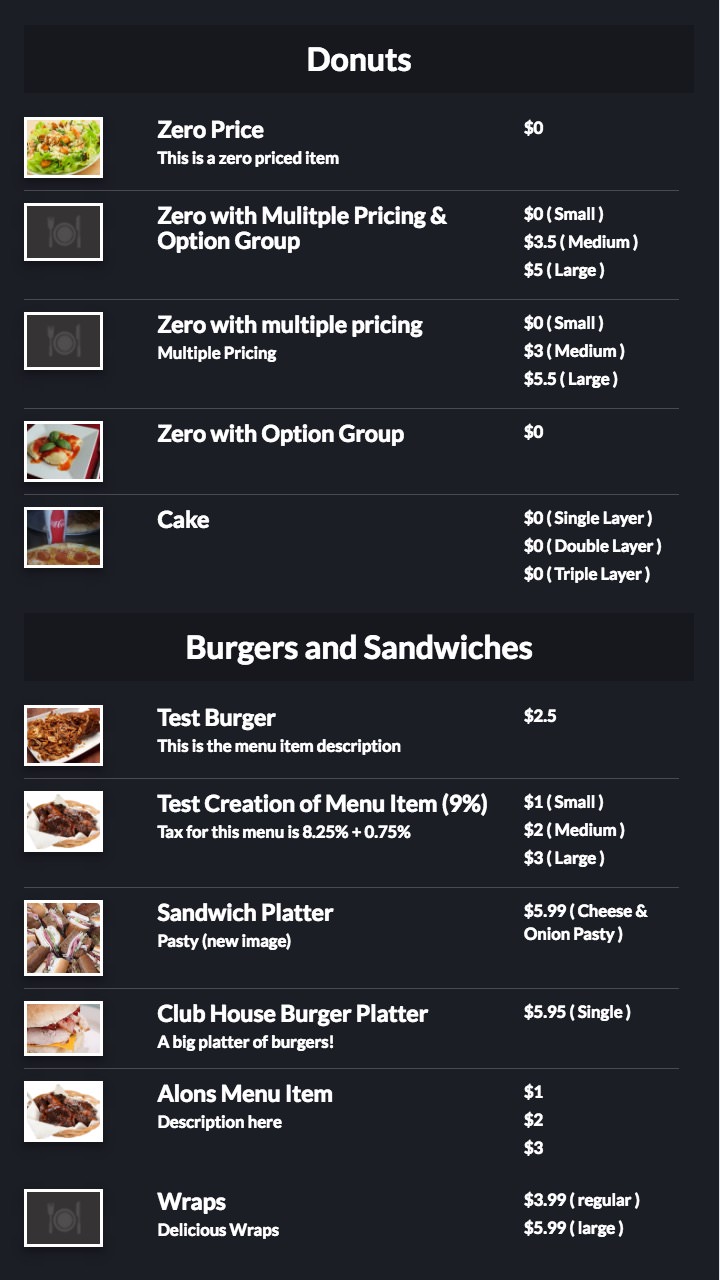 Donuts
Zero Price
$0
This is a zero priced item
Zero with Mulitple Pricing &
Option Group
$0 ( Small )
$3.5 ( Medium )
$5 ( Large )
Zero with multiple pricing
Multiple Pricing
$0 ( Small )
$3 ( Medium )
$5.5 ( Large )
Zero with Option Group
$0
Cake
$0 ( Single Layer )
$0 ( Double Layer )
$0 ( Triple Layer )
Burgers and Sandwiches
Test Burger
$2.5
This is the menu item description
Test Creation of Menu Item (9%)
Tax for this menu is 8.25% + 0.75%
$1 ( Small )
$2 ( Medium )
$3 ( Large )
Sandwich Platter
Pasty (new image)
$5.99 ( Cheese &
Onion Pasty )
Club House Burger Platter
$5.95 ( Single )
A big platter of burgers!
Alons Menu Item
Description here
$1
$2
$3
Wraps
Delicious Wraps
$3.99 ( regular )
$5.99 ( large )